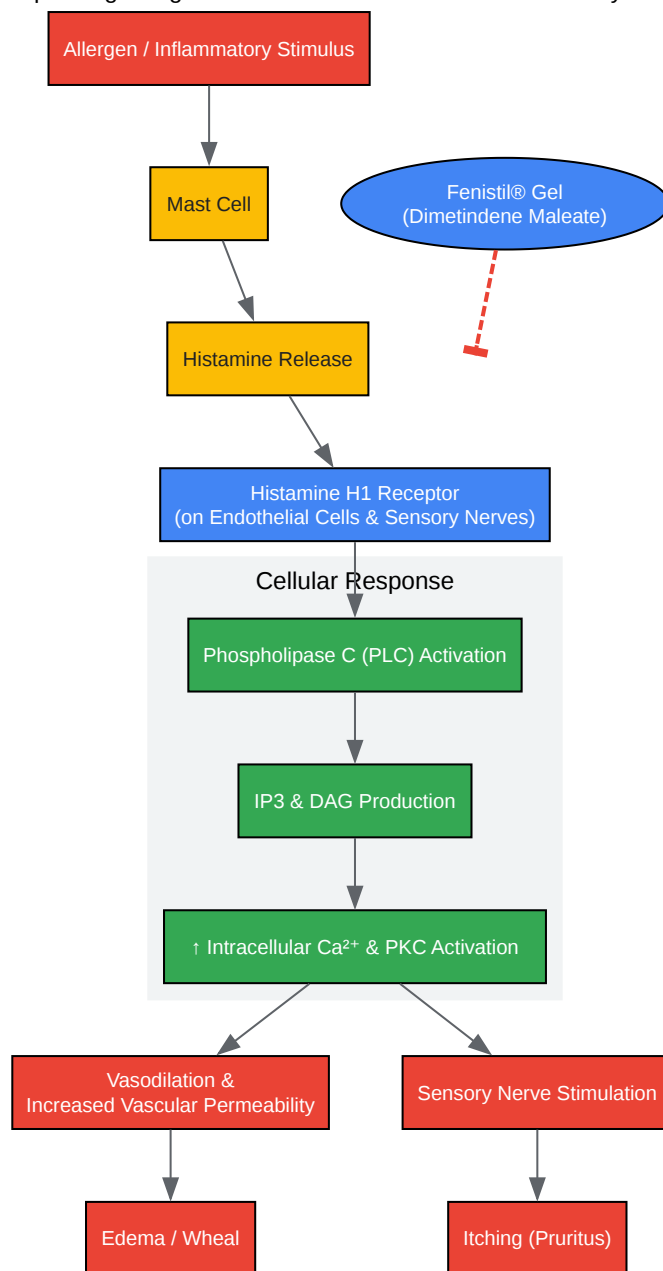 Allergen / Inflammatory Stimulus
Mast Cell
Fenistil® Gel
(Dimetindene Maleate)
Histamine Release
Histamine H1 Receptor
(on Endothelial Cells & Sensory Nerves)
Cellular Response
Phospholipase C (PLC) Activation
IP3 & DAG Production
↑ Intracellular Ca²⁺ & PKC Activation
Vasodilation &
Increased Vascular Permeability
Sensory Nerve Stimulation
Edema / Wheal
Itching (Pruritus)